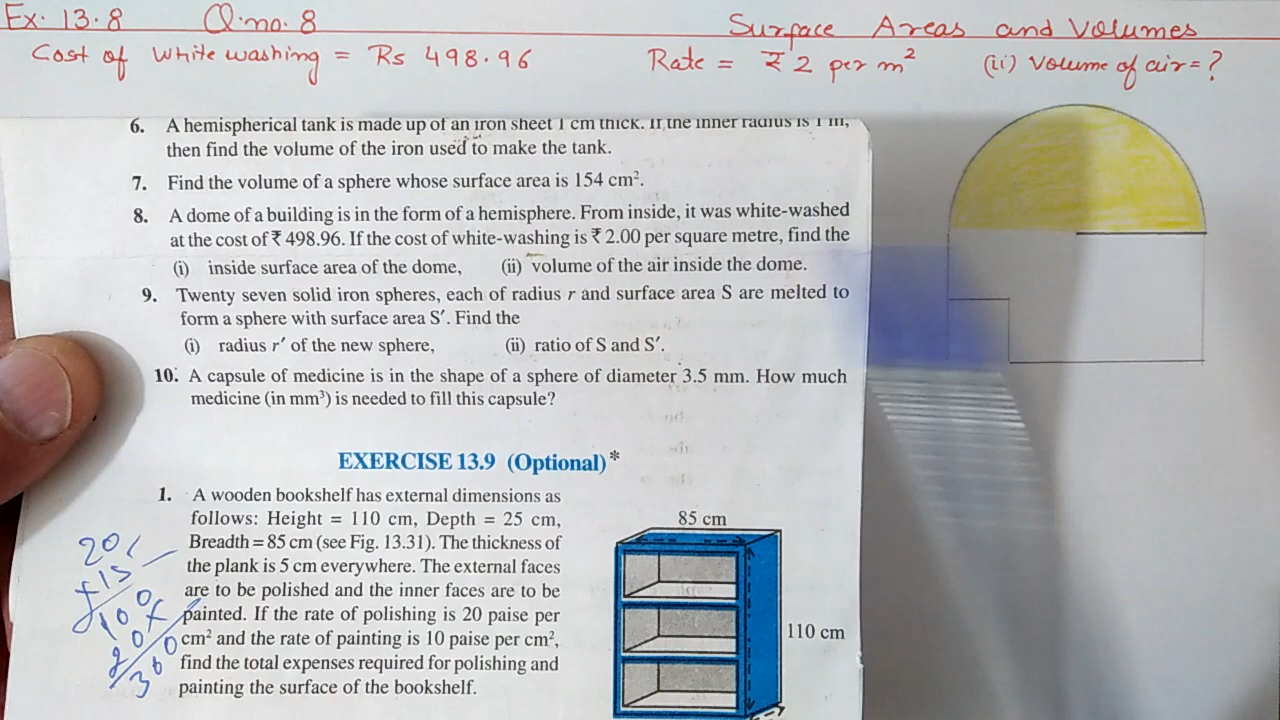 Ex. 13.8 Q.no. 8 Surface Areas and Volumes
Cost of white washing = Rs 498.96 Rate = ₹ 2 per m² (ii) Volume of air = ?
6. A hemispherical tank is made up of an iron sheet 1 cm thick. If the inner radius is 1 m,
then find the volume of the iron used to make the tank.
7. Find the volume of a sphere whose surface area is 154 cm².
8. A dome of a building is in the form of a hemisphere. From inside, it was white-washed
at the cost of ₹ 498.96. If the cost of white-washing is ₹ 2.00 per square metre, find the
(i) inside surface area of the dome, (ii) volume of the air inside the dome.
9. Twenty seven solid iron spheres, each of radius r and surface area S are melted to
form a sphere with surface area S′. Find the
(i) radius r′ of the new sphere, (ii) ratio of S and S′.
10. A capsule of medicine is in the shape of a sphere of diameter 3.5 mm. How much
medicine (in mm³) is needed to fill this capsule?
EXERCISE 13.9 (Optional)*
1. A wooden bookshelf has external dimensions as
follows: Height = 110 cm, Depth = 25 cm,
Breadth = 85 cm (see Fig. 13.31). The thickness of
the plank is 5 cm everywhere. The external faces
are to be polished and the inner faces are to be
painted. If the rate of polishing is 20 paise per
cm² and the rate of painting is 10 paise per cm²,
find the total expenses required for polishing and
painting the surface of the bookshelf.
85 cm
110 cm